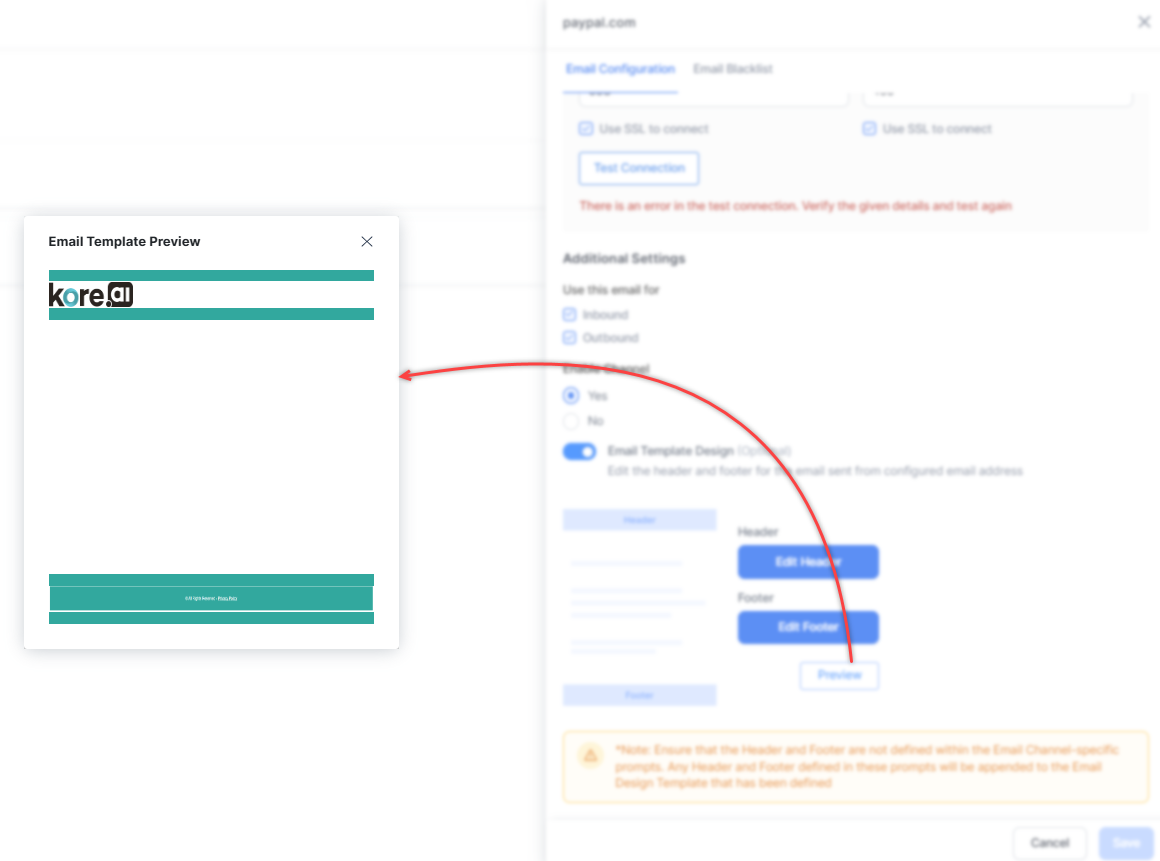 paypal.com
Email Configuration
Email Blacklist
Use SSL to connect
Use SSL to connect
Test Connection
There is an error in the test connection. Verify the given details and test again
Email Template Preview
kore.ai
© All Rights Reserved - Privacy Policy
Additional Settings
Use this email for
Inbound
Outbound
Enable Channel
Yes
No
Email Template Design (Optional)
Edit the header and footer for the email sent from configured email address
Header
Footer
Header
Edit Header
Footer
Edit Footer
Preview
*Note: Ensure that the Header and Footer are not defined within the Email Channel-specific
prompts. Any Header and Footer defined in these prompts will be appended to the Email
Design Template that has been defined
Cancel
Save